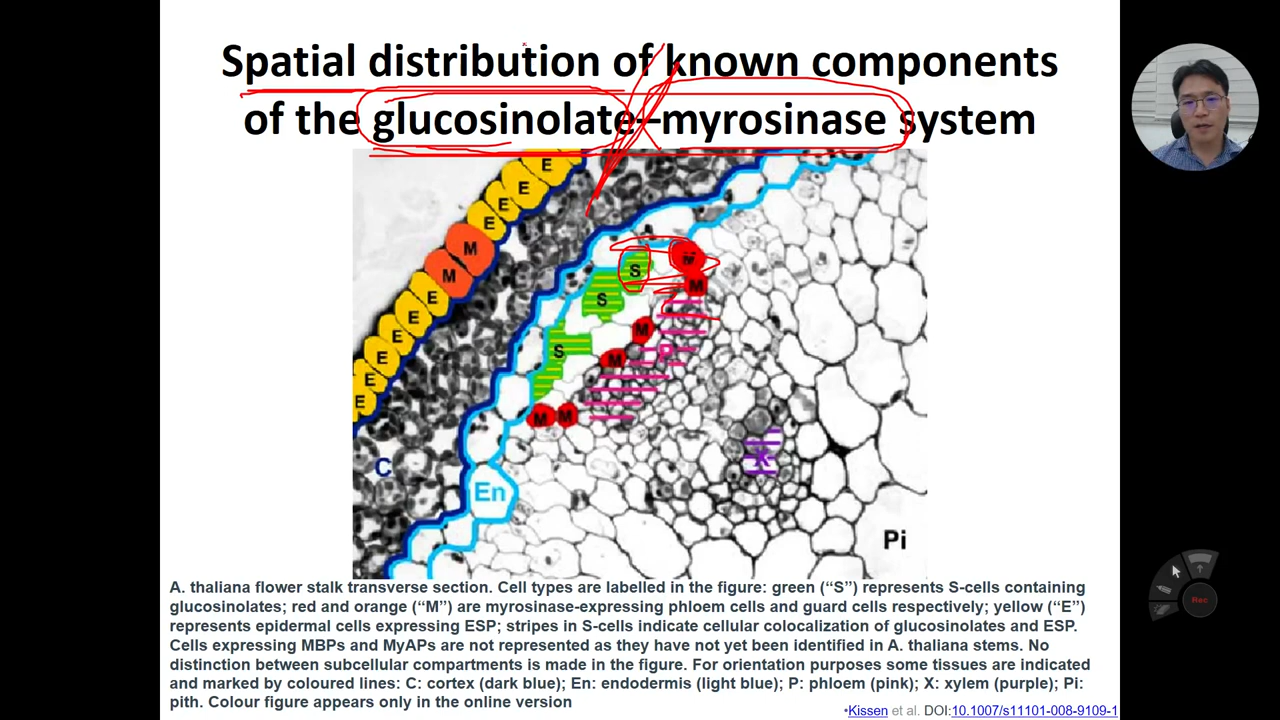 Spatial distribution of known components
of the glucosinolate–myrosinase system
E
E
E
E
M
M
E
E
E
E
E
E
S
M
M
S
M
S
P
M
M
M
C
X
En
Pi
A. thaliana flower stalk transverse section. Cell types are labelled in the figure: green (“S”) represents S-cells containing
glucosinolates; red and orange (“M”) are myrosinase-expressing phloem cells and guard cells respectively; yellow (“E”)
represents epidermal cells expressing ESP; stripes in S-cells indicate cellular colocalization of glucosinolates and ESP.
Cells expressing MBPs and MyAPs are not represented as they have not yet been identified in A. thaliana stems. No
distinction between subcellular compartments is made in the figure. For orientation purposes some tissues are indicated
and marked by coloured lines: C: cortex (dark blue); En: endodermis (light blue); P: phloem (pink); X: xylem (purple); Pi:
pith. Colour figure appears only in the online version
•Kissen et al. DOI:10.1007/s11101-008-9109-1
Rec